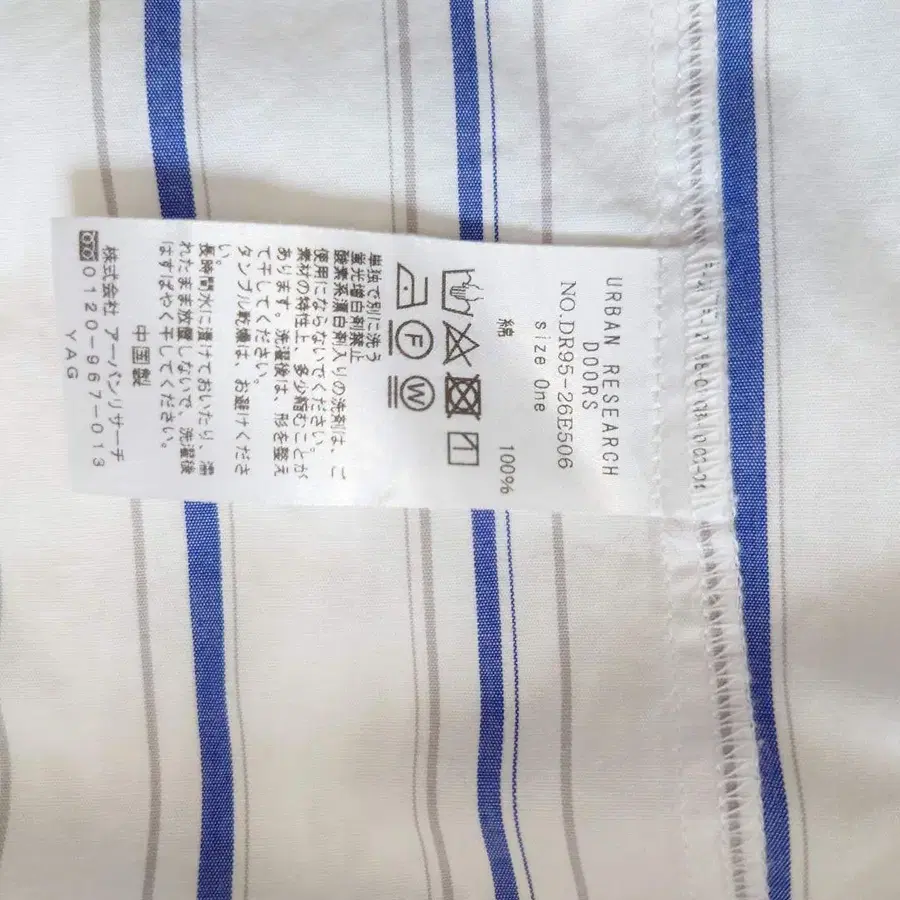 URBAN RESEARCH
DOORS
NO.DR95-26E506
size One
綿 100%
単独で別に洗う
蛍光増白剤禁止
酸素系漂白剤入りの洗剤は、ご
使用にならないでください。
素材の特性上、多少縮むことが
あります。洗濯後は、形を整え
て干してください。
タンブル乾燥は、お避けくださ
い。
長時間水に漬けておいたり、濡
れたまま放置しないで、洗濯後
はすばやく干してください。
中国製
株式会社 アーバンリサーチ
0120-967-013
YAG